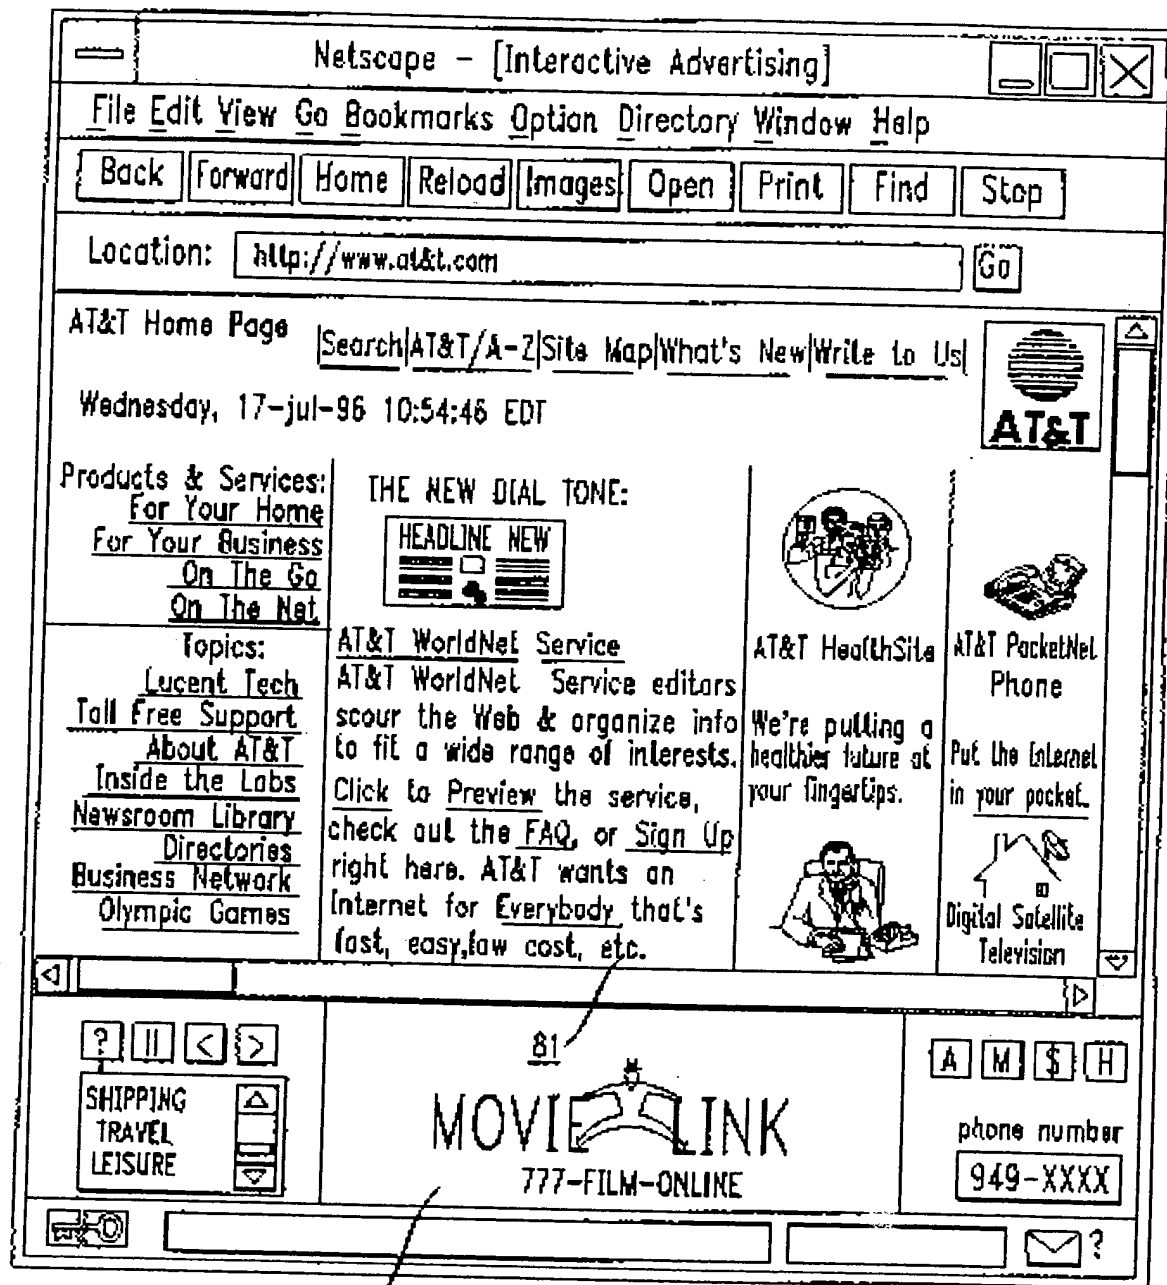 Netscape - [Interactive Advertising]
File Edit View Go Bookmarks Option Directory Window Help
Back Forward Home Reload Images Open Print Find Stop
Location: http://www.at&t.com Go
AT&T Home Page
|Search|AT&T/A-Z|Site Map|What's New|Write to Us|
AT&T
Wednesday, 17-jul-96 10:54:46 EDT
Products & Services:
For Your Home
For Your Business
On The Go
On The Net
Topics:
Lucent Tech
Toll Free Support
About AT&T
Inside the Labs
Newsroom Library
Directories
Business Network
Olympic Games
THE NEW DIAL TONE:
HEADLINE NEW
AT&T WorldNet Service
AT&T WorldNet Service editors
scour the Web & organize info
to fit a wide range of interests.
Click to Preview the service,
check out the FAQ, or Sign Up
right here. AT&T wants an
Internet for Everybody that's
fast, easy,low cost, etc.
AT&T HealthSite
We're putting a
healthier future at
your fingertips.
AT&T PocketNet
Phone
Put the Internet
in your pocket.
Digital Satellite
Television
81
? || < >
SHIPPING
TRAVEL
LEISURE
MOVIE LINK
777-FILM-ONLINE
A M $ H
phone number
949-XXXX
?